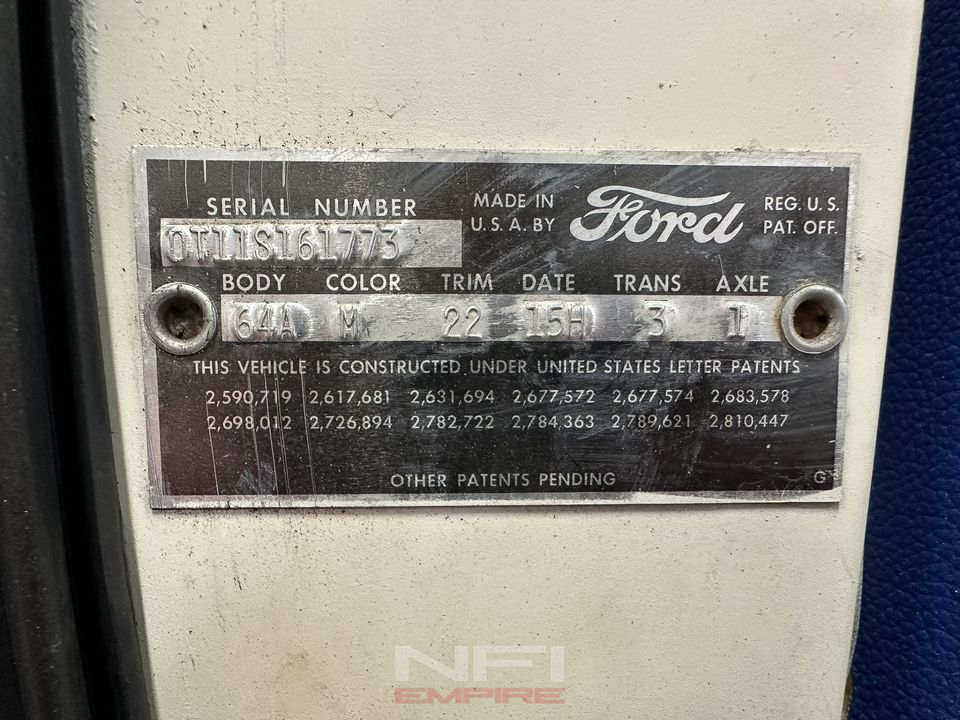 SERIAL NUMBER
MADE IN
U.S.A. BY
Ford
REG. U.S.
PAT. OFF.
0T11S161773
BODY COLOR TRIM DATE TRANS AXLE
64A M 22 15H 3 1
THIS VEHICLE IS CONSTRUCTED UNDER UNITED STATES LETTER PATENTS
2,590,719 2,617,681 2,631,694 2,677,572 2,677,574 2,683,578
2,698,012 2,726,894 2,782,722 2,784,363 2,789,621 2,810,447
OTHER PATENTS PENDING
G
NFI
EMPIRE